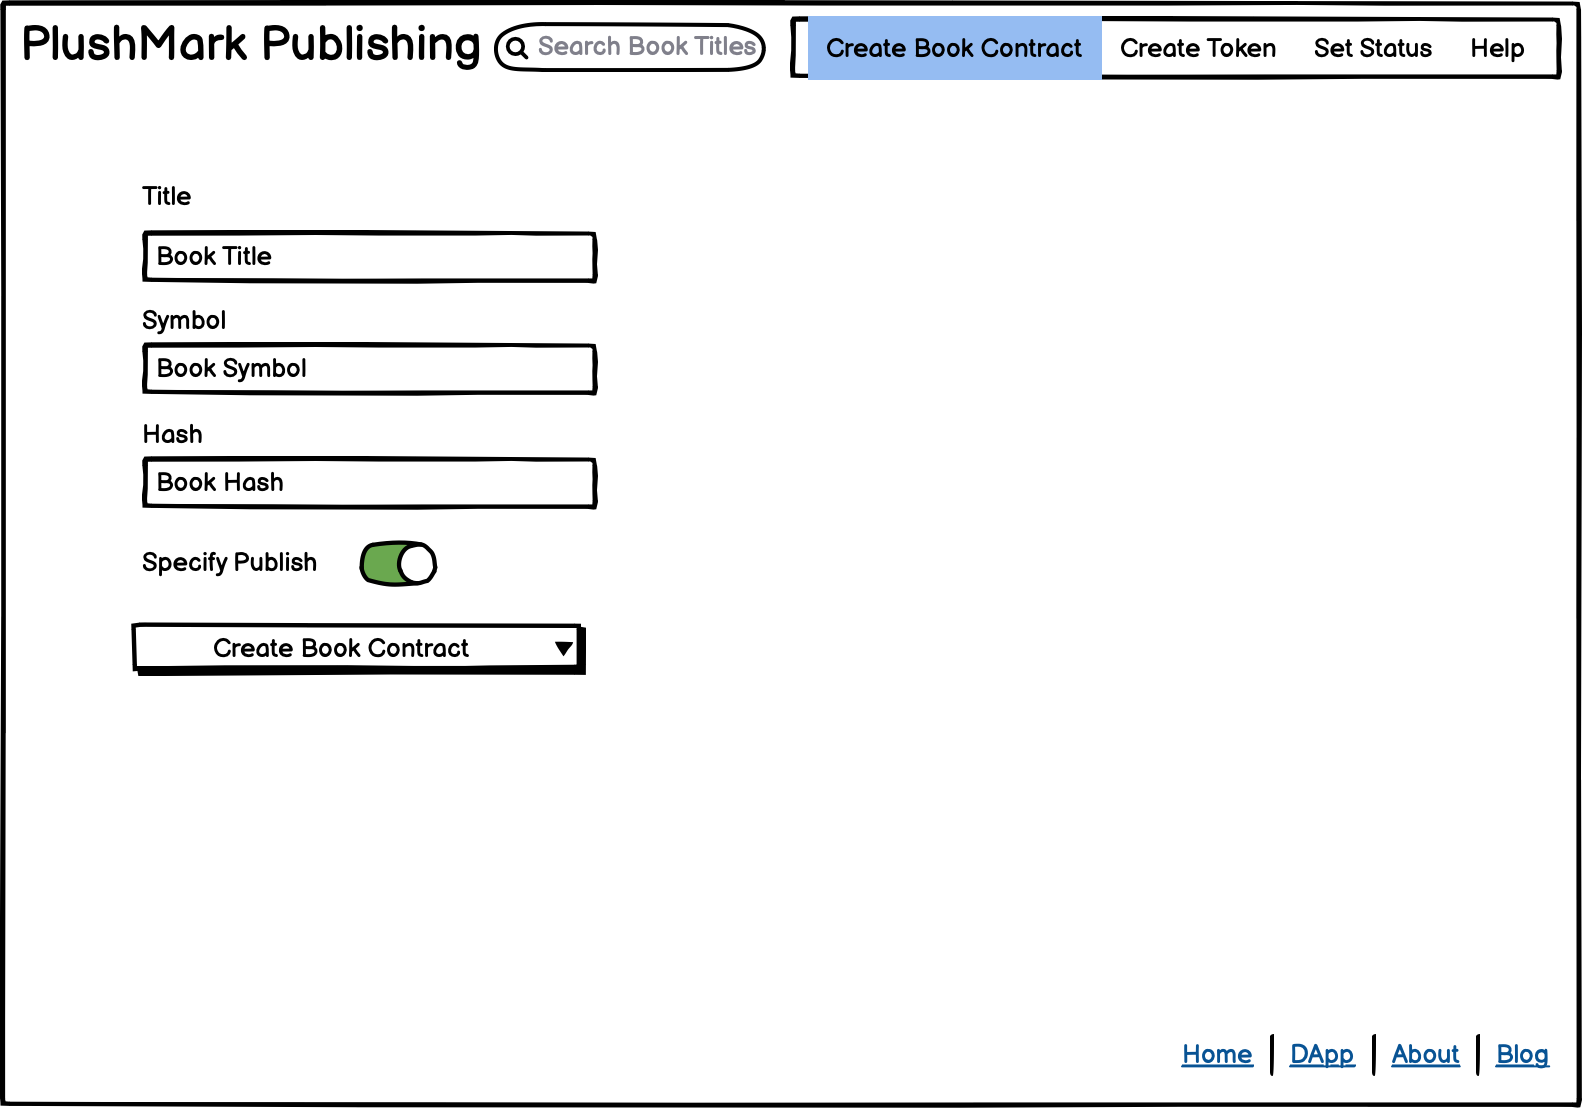 PlushMark Publishing
Search Book Titles
Create Book Contract Create Token Set Status Help
Title
Book Title
Symbol
Book Symbol
Hash
Book Hash
Specify Publish
Create Book Contract
Home DApp About Blog